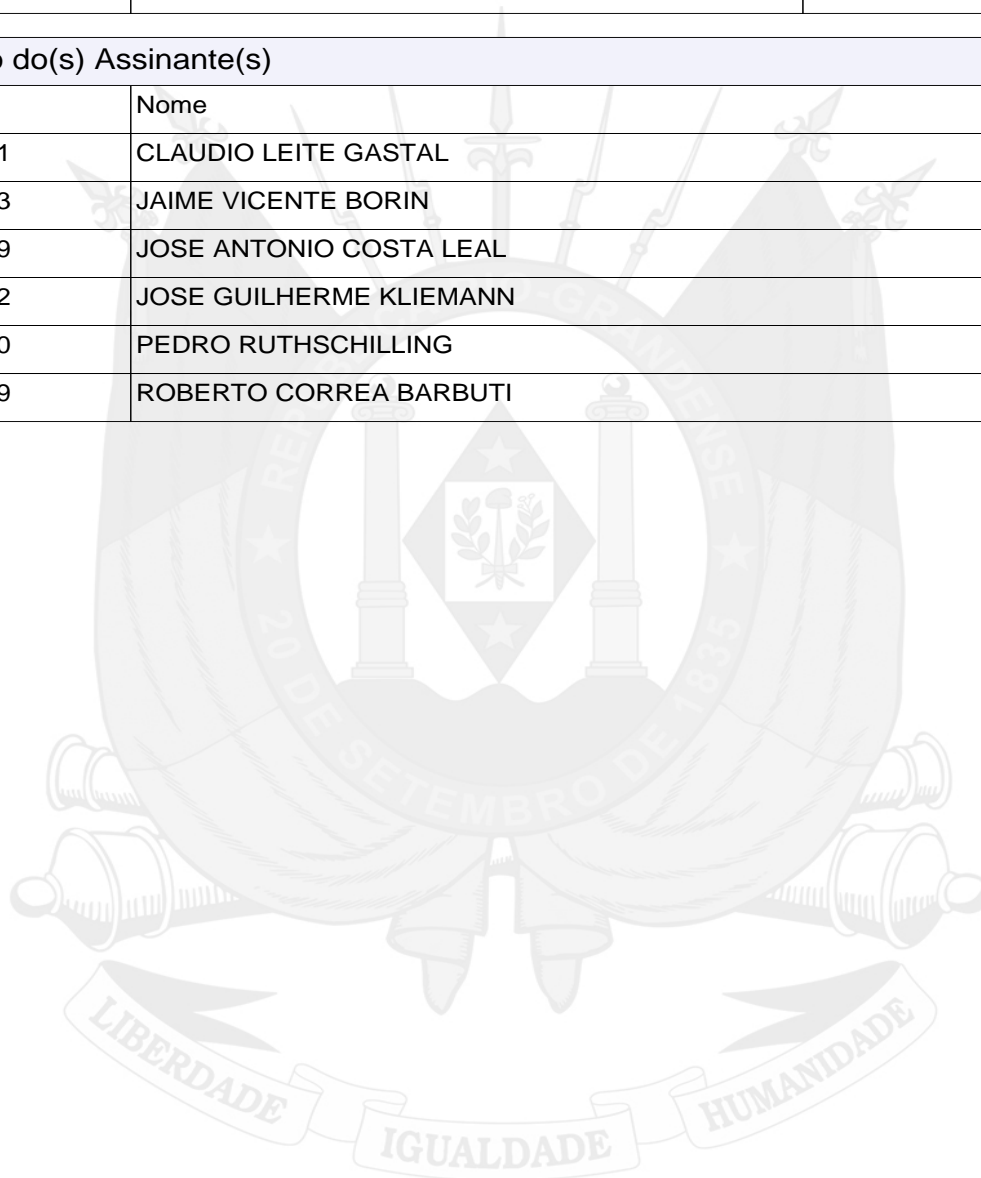 o do(s) Assinante(s)
Nome
1 CLAUDIO LEITE GASTAL
3 JAIME VICENTE BORIN
9 JOSE ANTONIO COSTA LEAL
2 JOSE GUILHERME KLIEMANN
0 PEDRO RUTHSCHILLING
9 ROBERTO CORREA BARBUTI
REPÚBLICA RIO-GRANDENSE
20 DE SETEMBRO DE 1835
LIBERDADE
IGUALDADE
HUMANIDADE